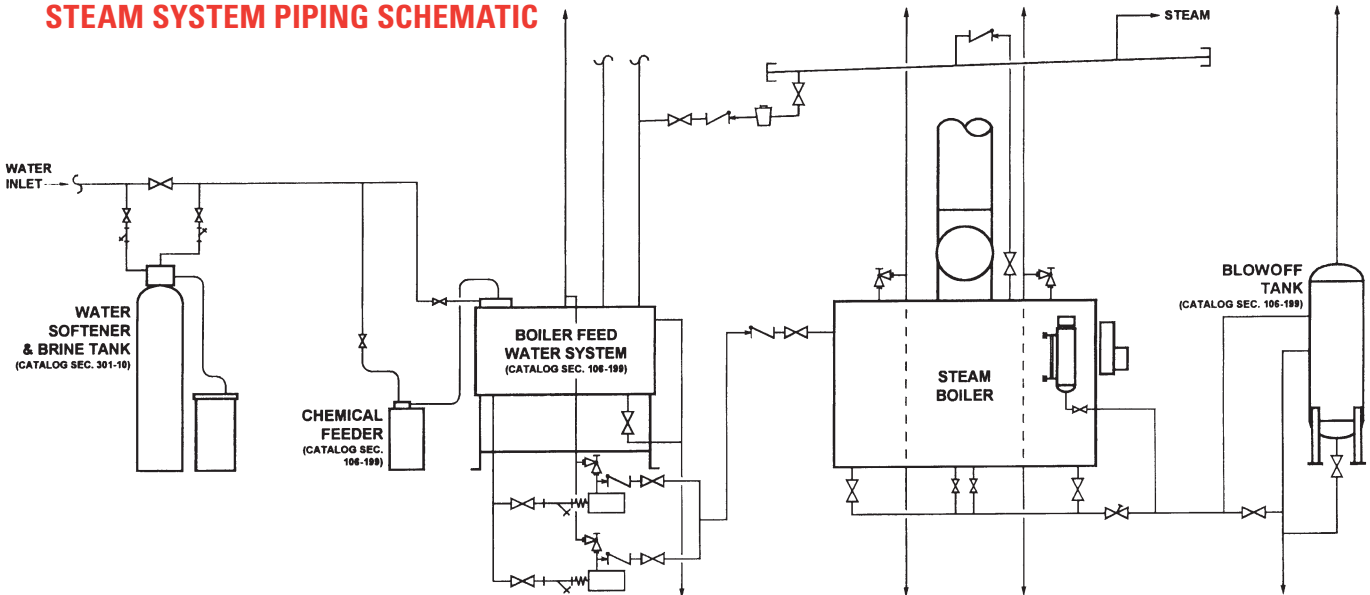 STEAM SYSTEM PIPING SCHEMATIC
STEAM
WATER
INLET
WATER
SOFTENER
& BRINE TANK
(CATALOG SEC. 301-10)
CHEMICAL
FEEDER
(CATALOG SEC.
106-199)
BOILER FEED
WATER SYSTEM
(CATALOG SEC. 106-199)
STEAM
BOILER
BLOWOFF
TANK
(CATALOG SEC. 106-199)